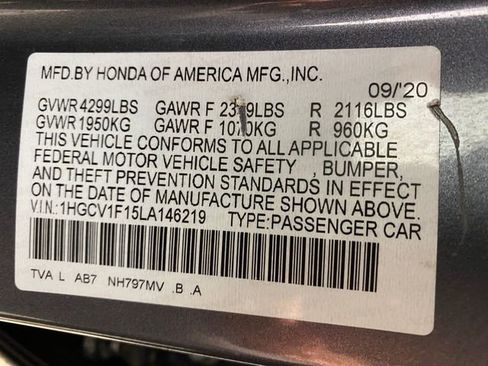 MFD.BY HONDA OF AMERICA MFG.,INC.
09/'20
GVWR 4299LBS GAWR F 2359LBS R 2116LBS
GVWR 1950KG GAWR F 1070KG R 960KG
THIS VEHICLE CONFORMS TO ALL APPLICABLE
FEDERAL MOTOR VEHICLE SAFETY , BUMPER,
AND THEFT PREVENTION STANDARDS IN EFFECT
ON THE DATE OF MANUFACTURE SHOWN ABOVE.
V.I.N.:1HGCV1F15LA146219 TYPE:PASSENGER CAR
TVA L AB7 NH797MV .B .A